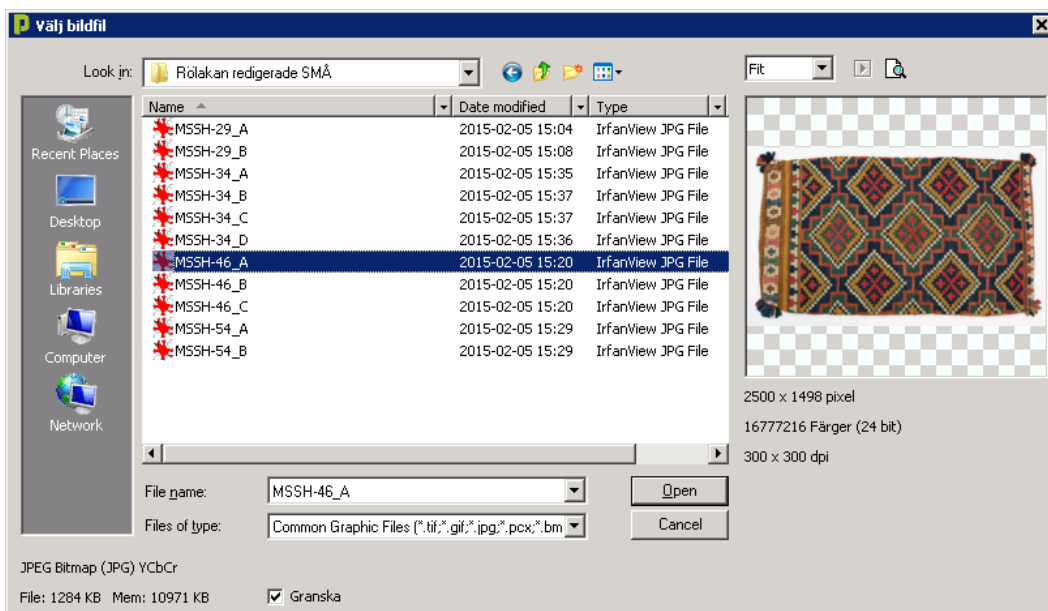 Välj bildfil
Look in: Rölakan redigerade SMÅ Fit
Name Date modified Type
MSSH-29_A 2015-02-05 15:04 IrfanView JPG File
MSSH-29_B 2015-02-05 15:08 IrfanView JPG File
MSSH-34_A 2015-02-05 15:35 IrfanView JPG File
MSSH-34_B 2015-02-05 15:37 IrfanView JPG File
MSSH-34_C 2015-02-05 15:37 IrfanView JPG File
MSSH-34_D 2015-02-05 15:36 IrfanView JPG File
MSSH-46_A 2015-02-05 15:20 IrfanView JPG File
MSSH-46_B 2015-02-05 15:20 IrfanView JPG File
MSSH-46_C 2015-02-05 15:20 IrfanView JPG File
MSSH-54_A 2015-02-05 15:29 IrfanView JPG File
MSSH-54_B 2015-02-05 15:29 IrfanView JPG File
Recent Places
Desktop
Libraries
Computer
Network
2500 x 1498 pixel
16777216 Färger (24 bit)
300 x 300 dpi
File name: MSSH-46_A Open
Files of type: Common Graphic Files (*.tif;*.gif;*.jpg;*.pcx;*.bm Cancel
JPEG Bitmap (JPG) YCbCr
File: 1284 KB Mem: 10971 KB Granska